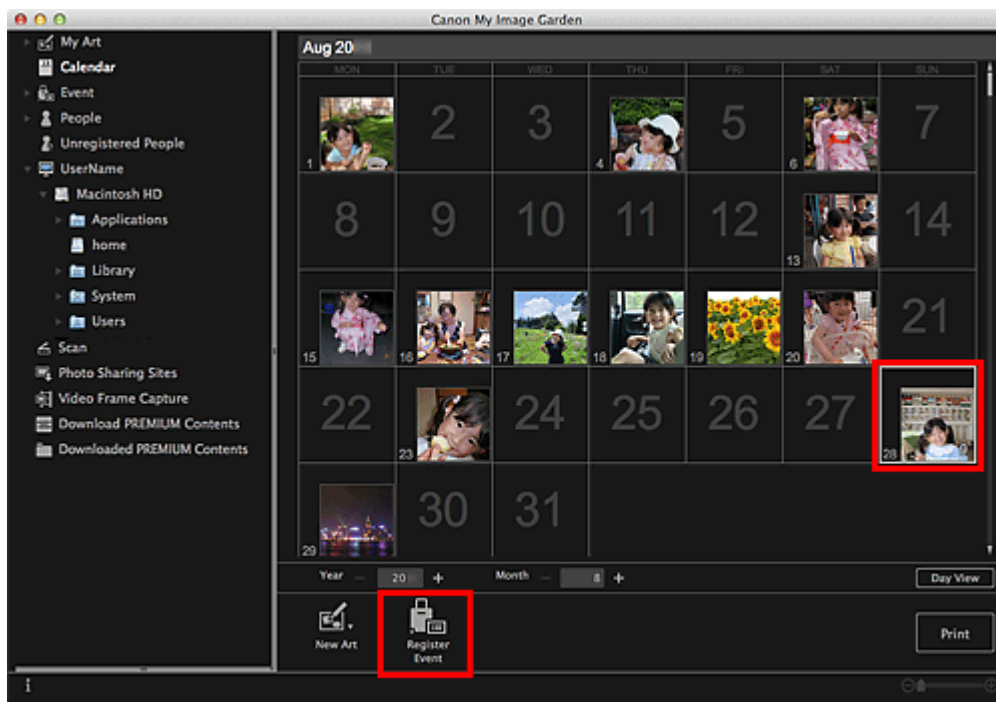 Canon My Image Garden
My Art
Calendar
Event
People
Unregistered People
UserName
Macintosh HD
Applications
home
Library
System
Users
Scan
Photo Sharing Sites
Video Frame Capture
Download PREMIUM Contents
Downloaded PREMIUM Contents
Aug 20
MON TUE WED THU FRI SAT SUN
1 2 3 4 5 6 7
8 9 10 11 12 13 14
15 16 17 18 19 20 21
22 23 24 25 26 27 28
29 30 31
Year − 20 + Month − 8 + Day View
New Art
Register
Event
Print
i